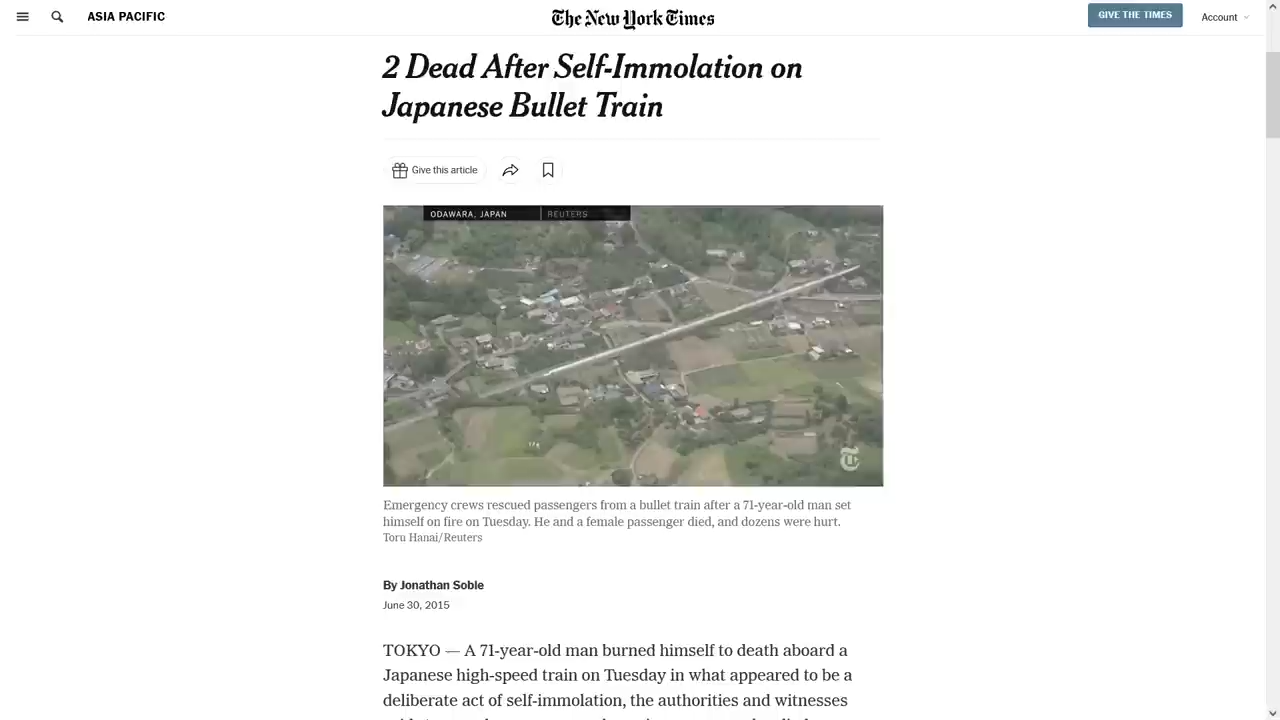 ASIA PACIFIC
The New York Times
GIVE THE TIMES
Account
2 Dead After Self-Immolation on
Japanese Bullet Train
Give this article
ODAWARA, JAPAN
REUTERS
Emergency crews rescued passengers from a bullet train after a 71-year-old man set
himself on fire on Tuesday. He and a female passenger died, and dozens were hurt.
Toru Hanai/Reuters
By Jonathan Soble
June 30, 2015
TOKYO — A 71-year-old man burned himself to death aboard a
Japanese high-speed train on Tuesday in what appeared to be a
deliberate act of self-immolation, the authorities and witnesses